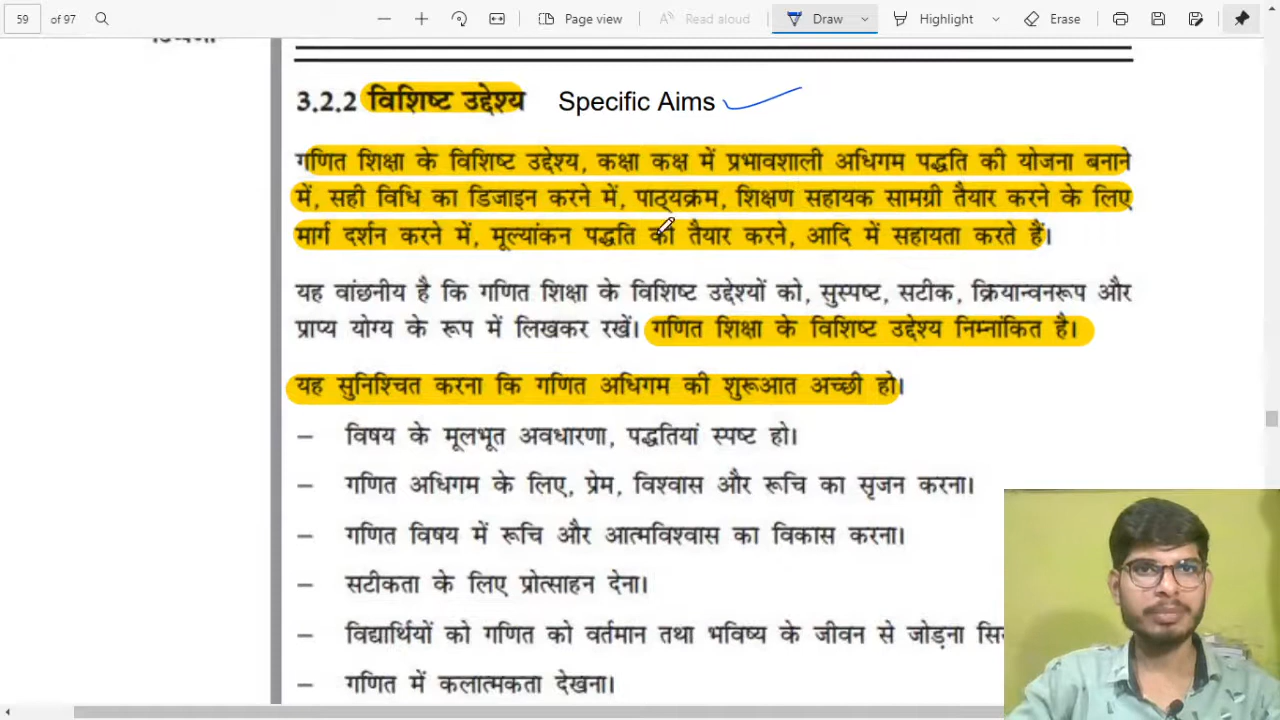 59 of 97 Page view Read aloud Draw Highlight Erase
3.2.2 विशिष्ट उद्देश्य Specific Aims
गणित शिक्षा के विशिष्ट उद्देश्य, कक्षा कक्ष में प्रभावशाली अधिगम पद्धति की योजना बनाने
में, सही विधि का डिजाइन करने में, पाठ्यक्रम, शिक्षण सहायक सामग्री तैयार करने के लिए
मार्ग दर्शन करने में, मूल्यांकन पद्धति को तैयार करने, आदि में सहायता करते हैं।
यह वांछनीय है कि गणित शिक्षा के विशिष्ट उद्देश्यों को, सुस्पष्ट, सटीक, क्रियान्वनरूप और
प्राप्य योग्य के रूप में लिखकर रखें। गणित शिक्षा के विशिष्ट उद्देश्य निम्नांकित है।
यह सुनिश्चित करना कि गणित अधिगम की शुरूआत अच्छी हो।
– विषय के मूलभूत अवधारणा, पद्धतियां स्पष्ट हो।
– गणित अधिगम के लिए, प्रेम, विश्वास और रूचि का सृजन करना।
– गणित विषय में रूचि और आत्मविश्वास का विकास करना।
– सटीकता के लिए प्रोत्साहन देना।
– विद्यार्थियों को गणित को वर्तमान तथा भविष्य के जीवन से जोड़ना
– गणित में कलात्मकता देखना।